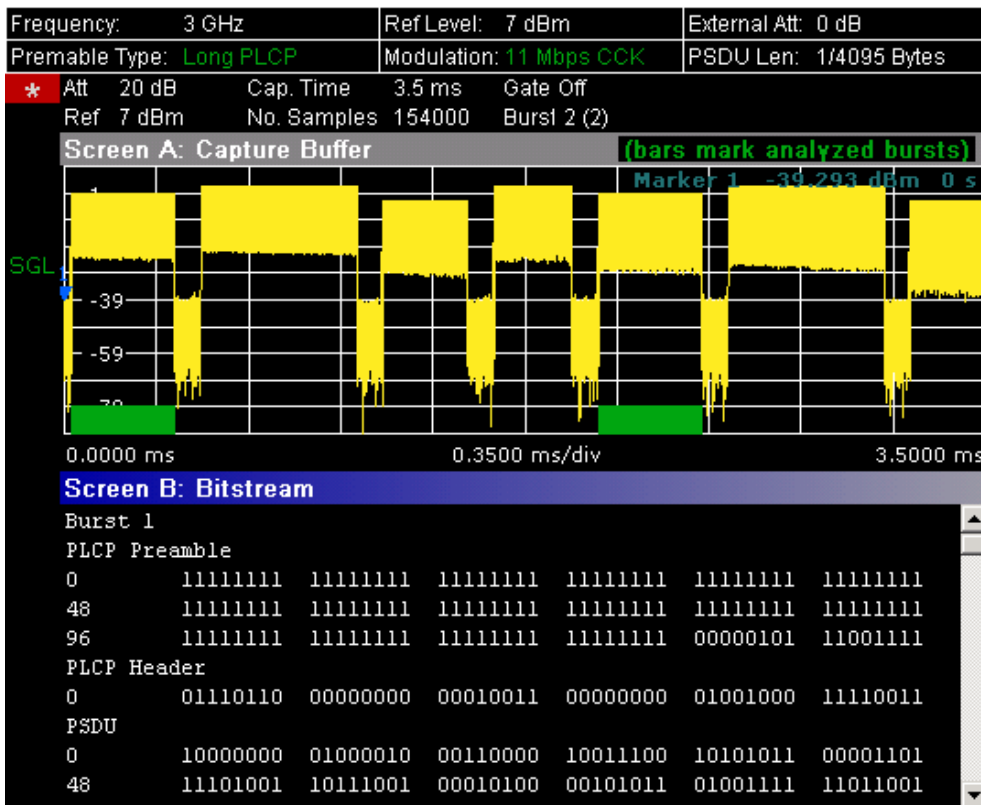 Frequency: 3 GHz Ref Level: 7 dBm External Att: 0 dB
Premable Type: Long PLCP Modulation: 11 Mbps CCK PSDU Len: 1/4095 Bytes
* Att 20 dB Cap. Time 3.5 ms Gate Off
Ref 7 dBm No. Samples 154000 Burst 2 (2)
Screen A: Capture Buffer (bars mark analyzed bursts)
Marker 1 -39.293 dBm 0 s
SGL
1
-39
-59
0.0000 ms 0.3500 ms/div 3.5000 ms
Screen B: Bitstream
Burst 1
PLCP Preamble
0 11111111 11111111 11111111 11111111 11111111 11111111
48 11111111 11111111 11111111 11111111 11111111 11111111
96 11111111 11111111 11111111 11111111 00000101 11001111
PLCP Header
0 01110110 00000000 00010011 00000000 01001000 11110011
PSDU
0 10000000 01000010 00110000 10011100 10101011 00001101
48 11101001 10111001 00010100 00101011 01001111 11011001